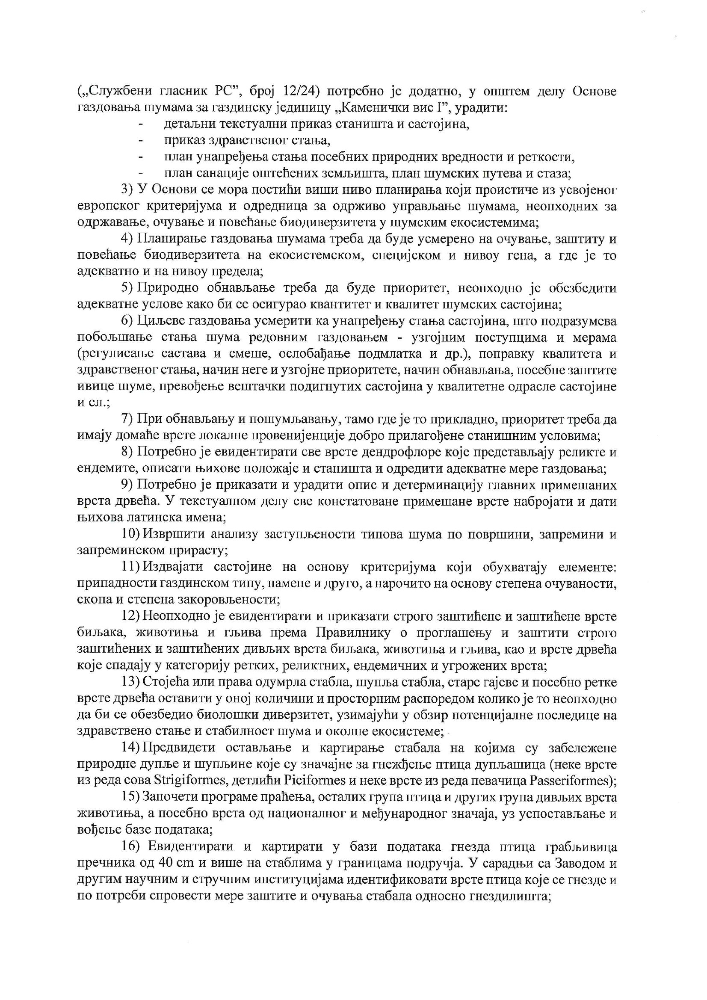 („Службени гласник РС”, број 12/24) потребно је додатно, у општем делу Основе
газдовања шумама за газдинску јединицу „Каменички вис I”, урадити:
- детаљни текстуални приказ станишта и састојина,
- приказ здравственог стања,
- план унапређења стања посебних природних вредности и реткости,
- план санације оштећених земљишта, план шумских путева и стаза;
3) У Основи се мора постићи виши ниво планирања који проистиче из усвојеног
европског критеријума и одредница за одрживо управљање шумама, неопходних за
одржавање, очување и повећање биодиверзитета у шумским екосистемима;
4) Планирање газдовања шумама треба да буде усмерено на очување, заштиту и
повећање биодиверзитета на екосистемском, специјском и нивоу гена, а где је то
адекватно и на нивоу предела;
5) Природно обнављање треба да буде приоритет, неопходно је обезбедити
адекватне услове како би се осигурао квантитет и квалитет шумских састојина;
6) Циљеве газдовања усмерити ка унапређењу стања састојина, што подразумева
побољшање стања шума редовним газдовањем - узгојним поступцима и мерама
(регулисање састава и смеше, ослобађање подмлатка и др.), поправку квалитета и
здравственог стања, начин неге и узгојне приоритете, начин обнављања, посебне заштите
ивице шуме, превођење вештачки подигнутих састојина у квалитетне одрасле састојине
и сл.;
7) При обнављању и пошумљавању, тамо где је то прикладно, приоритет треба да
имају домаће врсте локалне провенијенције добро прилагођене станишним условима;
8) Потребно је евидентирати све врсте дендрофлоре које представљају реликте и
ендемите, описати њихове положаје и станишта и одредити адекватне мере газдовања;
9) Потребно је приказати и урадити опис и детерминацију главних примешаних
врста дрвећа. У текстуалном делу све констатоване примешане врсте набројати и дати
њихова латинска имена;
10) Извршити анализу заступљености типова шума по површини, запремини и
запреминском прирасту;
11) Издвајати састојине на основу критеријума који обухватају елементе:
припадности газдинском типу, намене и друго, а нарочито на основу степена очуваности,
скопа и степена закоровљености;
12) Неопходно је евидентирати и приказати строго заштићене и заштићене врсте
биљака, животиња и гљива према Правилнику о проглашењу и заштити строго
заштићених и заштићених дивљих врста биљака, животиња и гљива, као и врсте дрвећа
које спадају у категорију ретких, реликтних, ендемичних и угрожених врста;
13) Стојећа или права одумрла стабла, шупља стабла, старе гајеве и посебно ретке
врсте дрвећа оставити у оној количини и просторним распоредом колико је то неопходно
да би се обезбедио биолошки диверзитет, узимајући у обзир потенцијалне последице на
здравствено стање и стабилност шума и околне екосистеме;
14) Предвидети остављање и картирање стабала на којима су забележене
природне дупље и шупљине које су значајне за гнежђење птица дупљашица (неке врсте
из реда сова Strigiformes, детлићи Piciformes и неке врсте из реда певачица Passeriformes);
15) Започети програме праћења, осталих група птица и других група дивљих врста
животиња, а посебно врста од националног и међународног значаја, уз успостављање и
вођење базе података;
16) Евидентирати и картирати у бази података гнезда птица грабљивица
пречника од 40 cm и више на стаблима у границама подручја. У сарадњи са Заводом и
другим научним и стручним институцијама идентификовати врсте птица које се гнезде и
по потреби спровести мере заштите и очувања стабала односно гнездилишта;